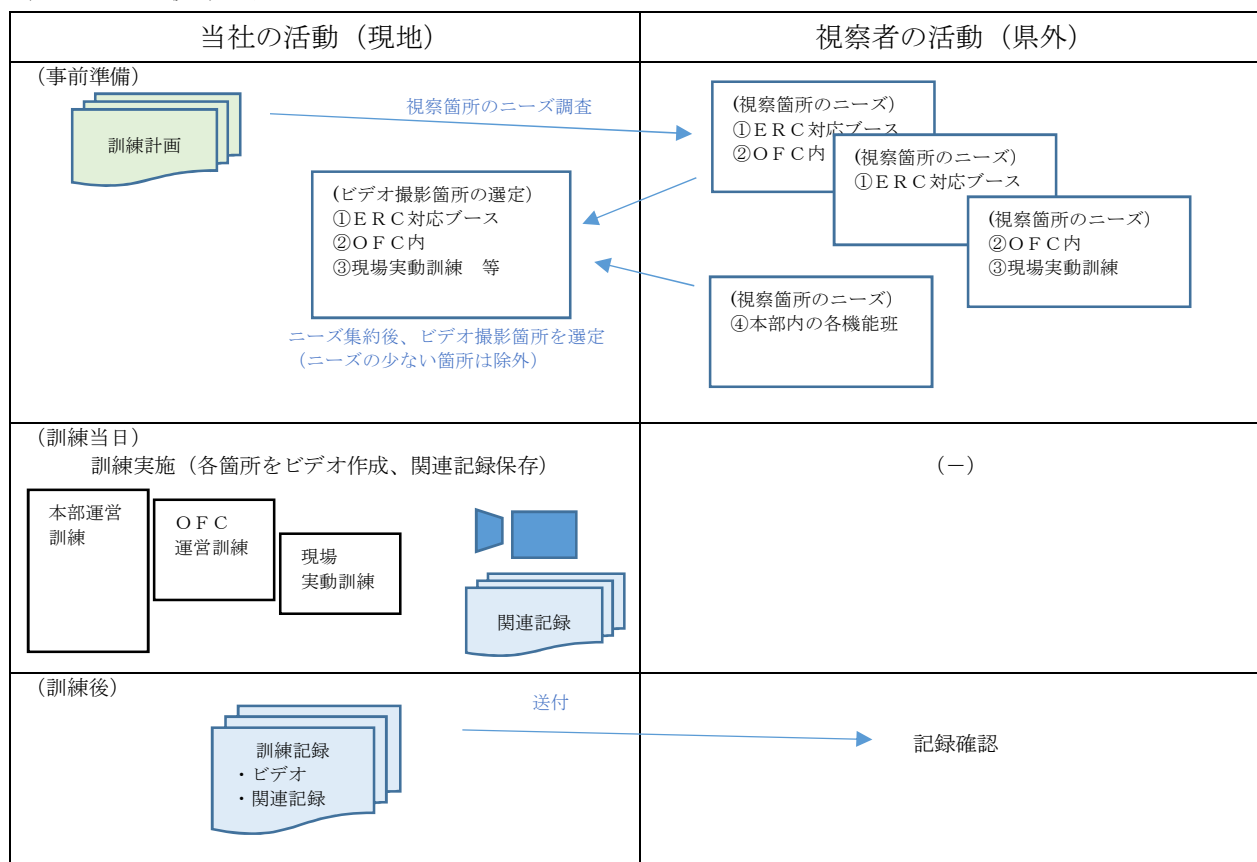 当社の活動（現地）
視察者の活動（県外）
（事前準備）
訓練計画
視察箇所のニーズ調査
(視察箇所のニーズ）
①ＥＲＣ対応ブース
②ＯＦＣ内
(視察箇所のニーズ）
①ＥＲＣ対応ブース
(視察箇所のニーズ）
②ＯＦＣ内
③現場実動訓練
(ビデオ撮影箇所の選定）
①ＥＲＣ対応ブース
②ＯＦＣ内
③現場実動訓練　等
(視察箇所のニーズ）
④本部内の各機能班
ニーズ集約後、ビデオ撮影箇所を選定
（ニーズの少ない箇所は除外）
（訓練当日）
訓練実施（各箇所をビデオ作成、関連記録保存）
（－）
本部運営
訓練
ＯＦＣ
運営訓練
現場
実動訓練
関連記録
（訓練後）
送付
訓練記録
・ビデオ
・関連記録
記録確認